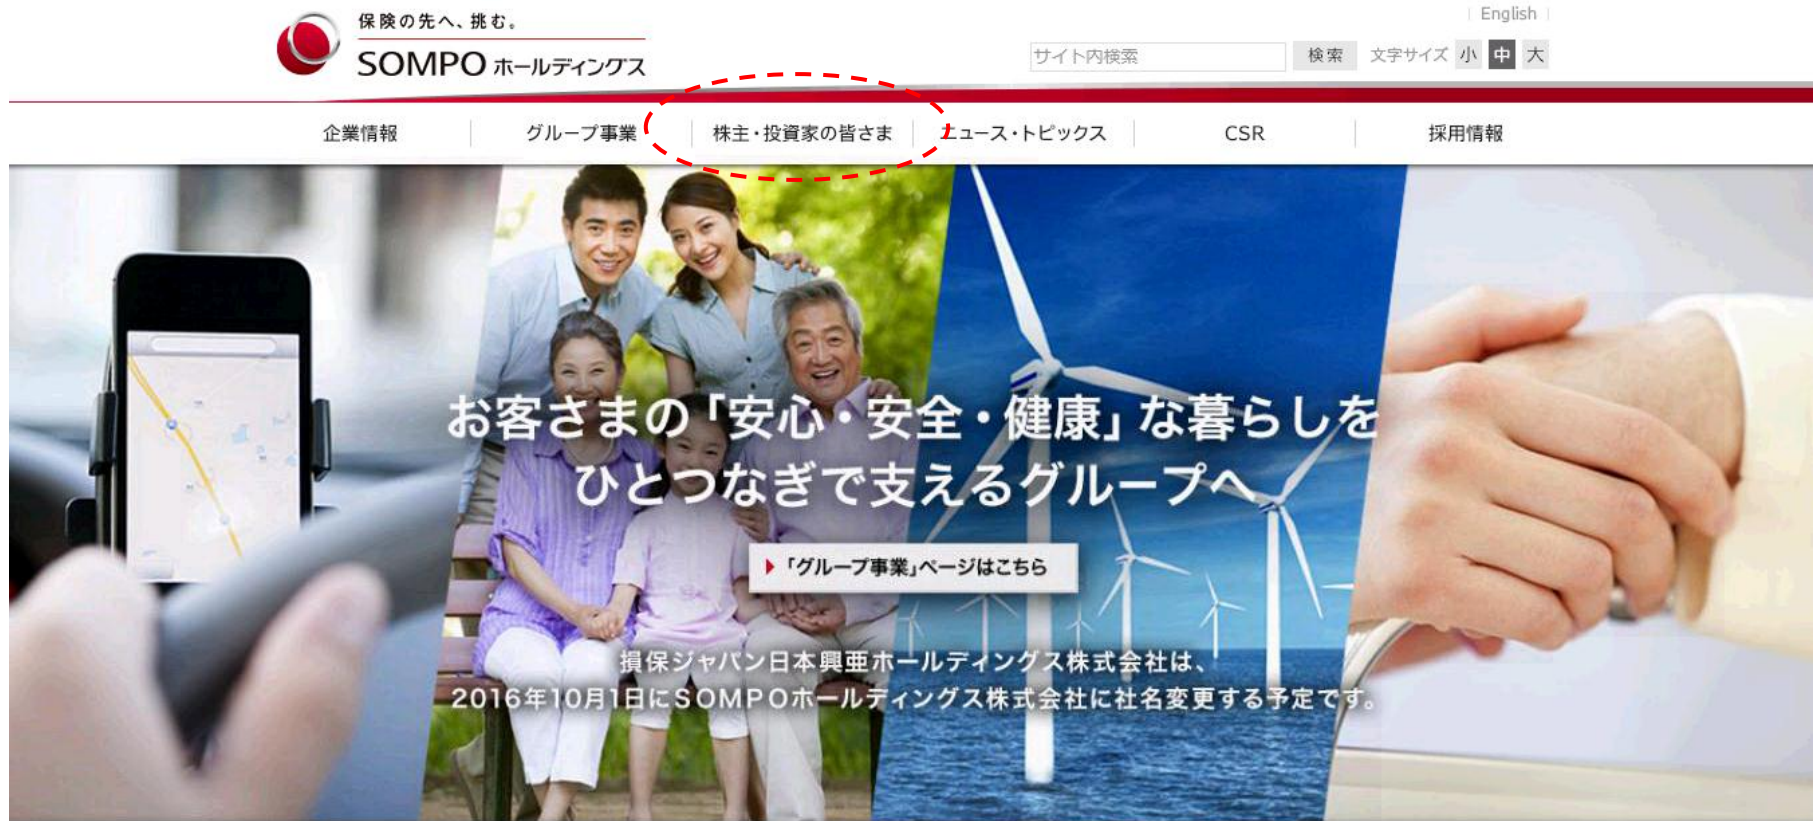 保険の先へ、挑む。
SOMPO ホールディングス
English
サイト内検索
検索
文字サイズ 小 中 大
企業情報
グループ事業
株主・投資家の皆さま
ニュース・トピックス
CSR
採用情報
お客さまの「安心・安全・健康」な暮らしを
ひとつなぎで支えるグループへ
「グループ事業」ページはこちら
損保ジャパン日本興亜ホールディングス株式会社は、
2016年10月1日にSOMPOホールディングス株式会社に社名変更する予定です。